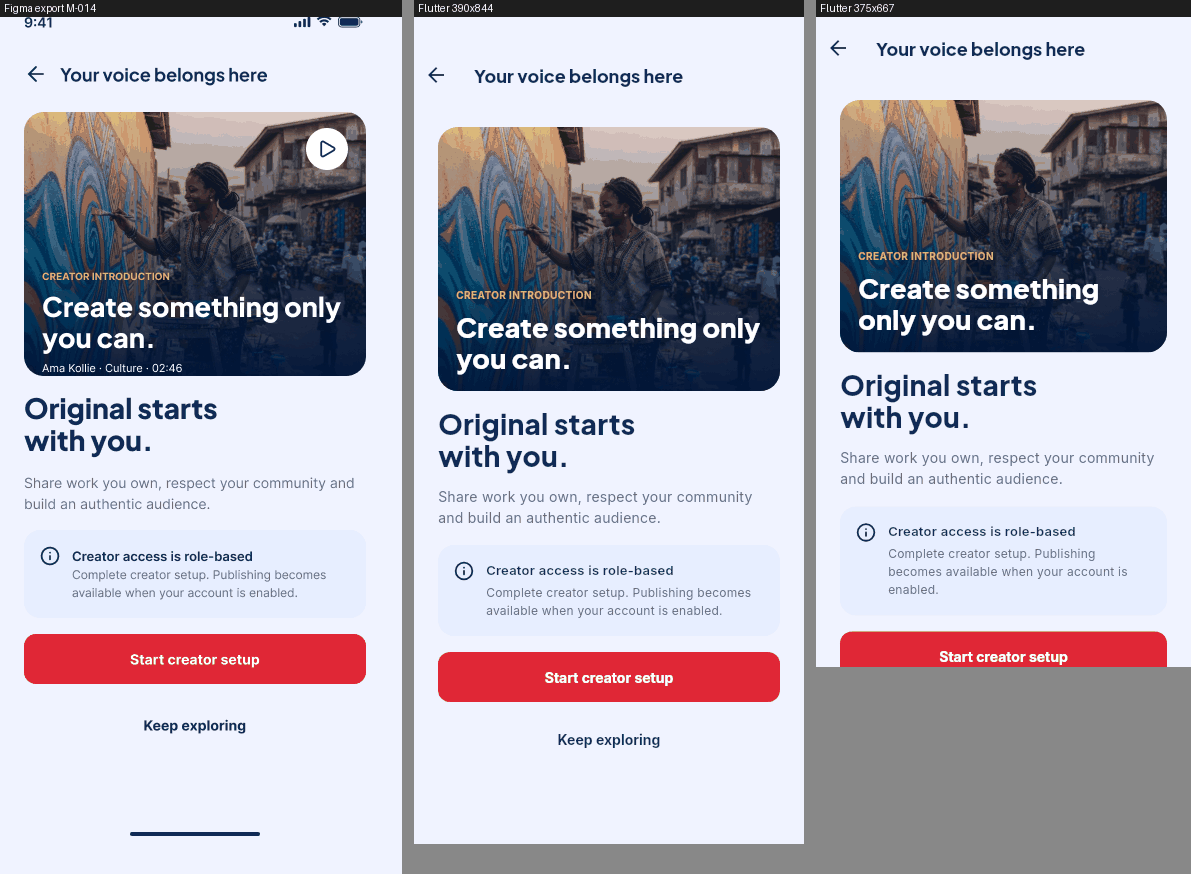 Figma export M-014
9:41
Your voice belongs here
CREATOR INTRODUCTION
Create something only
you can.
Ama Kollie · Culture · 02:46
Original starts
with you.
Share work you own, respect your community and
build an authentic audience.
Creator access is role-based
Complete creator setup. Publishing becomes
available when your account is enabled.
Start creator setup
Keep exploring
Flutter 390x844
Your voice belongs here
CREATOR INTRODUCTION
Create something only
you can.
Original starts
with you.
Share work you own, respect your community
and build an authentic audience.
Creator access is role-based
Complete creator setup. Publishing becomes
available when your account is enabled.
Start creator setup
Keep exploring
Flutter 375x667
Your voice belongs here
CREATOR INTRODUCTION
Create something
only you can.
Original starts
with you.
Share work you own, respect your community
and build an authentic audience.
Creator access is role-based
Complete creator setup. Publishing
becomes available when your account is
enabled.
Start creator setup